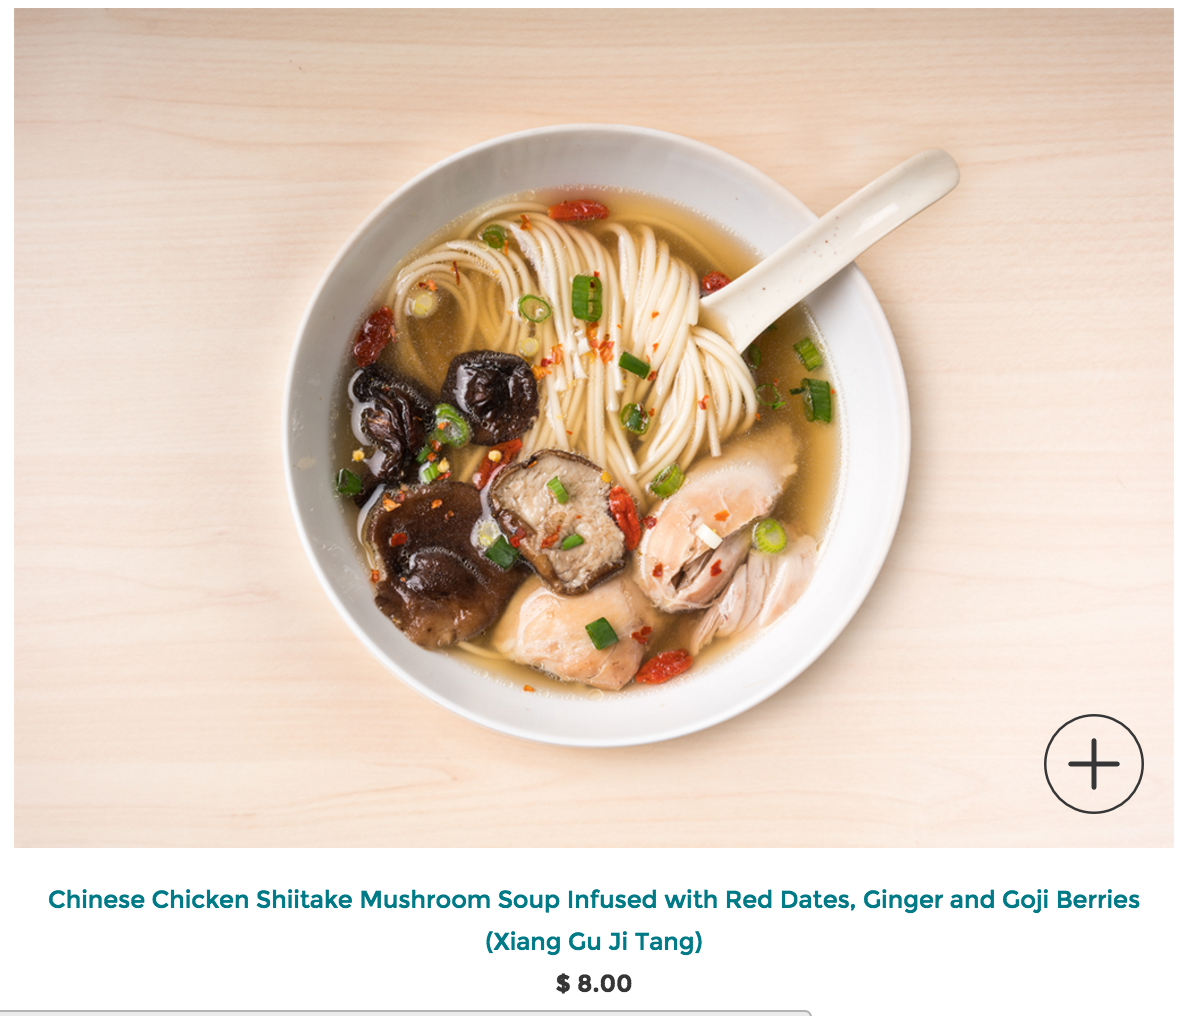 Chinese Chicken Shiitake Mushroom Soup Infused with Red Dates, Ginger and Goji Berries
(Xiang Gu Ji Tang)
$ 8.00